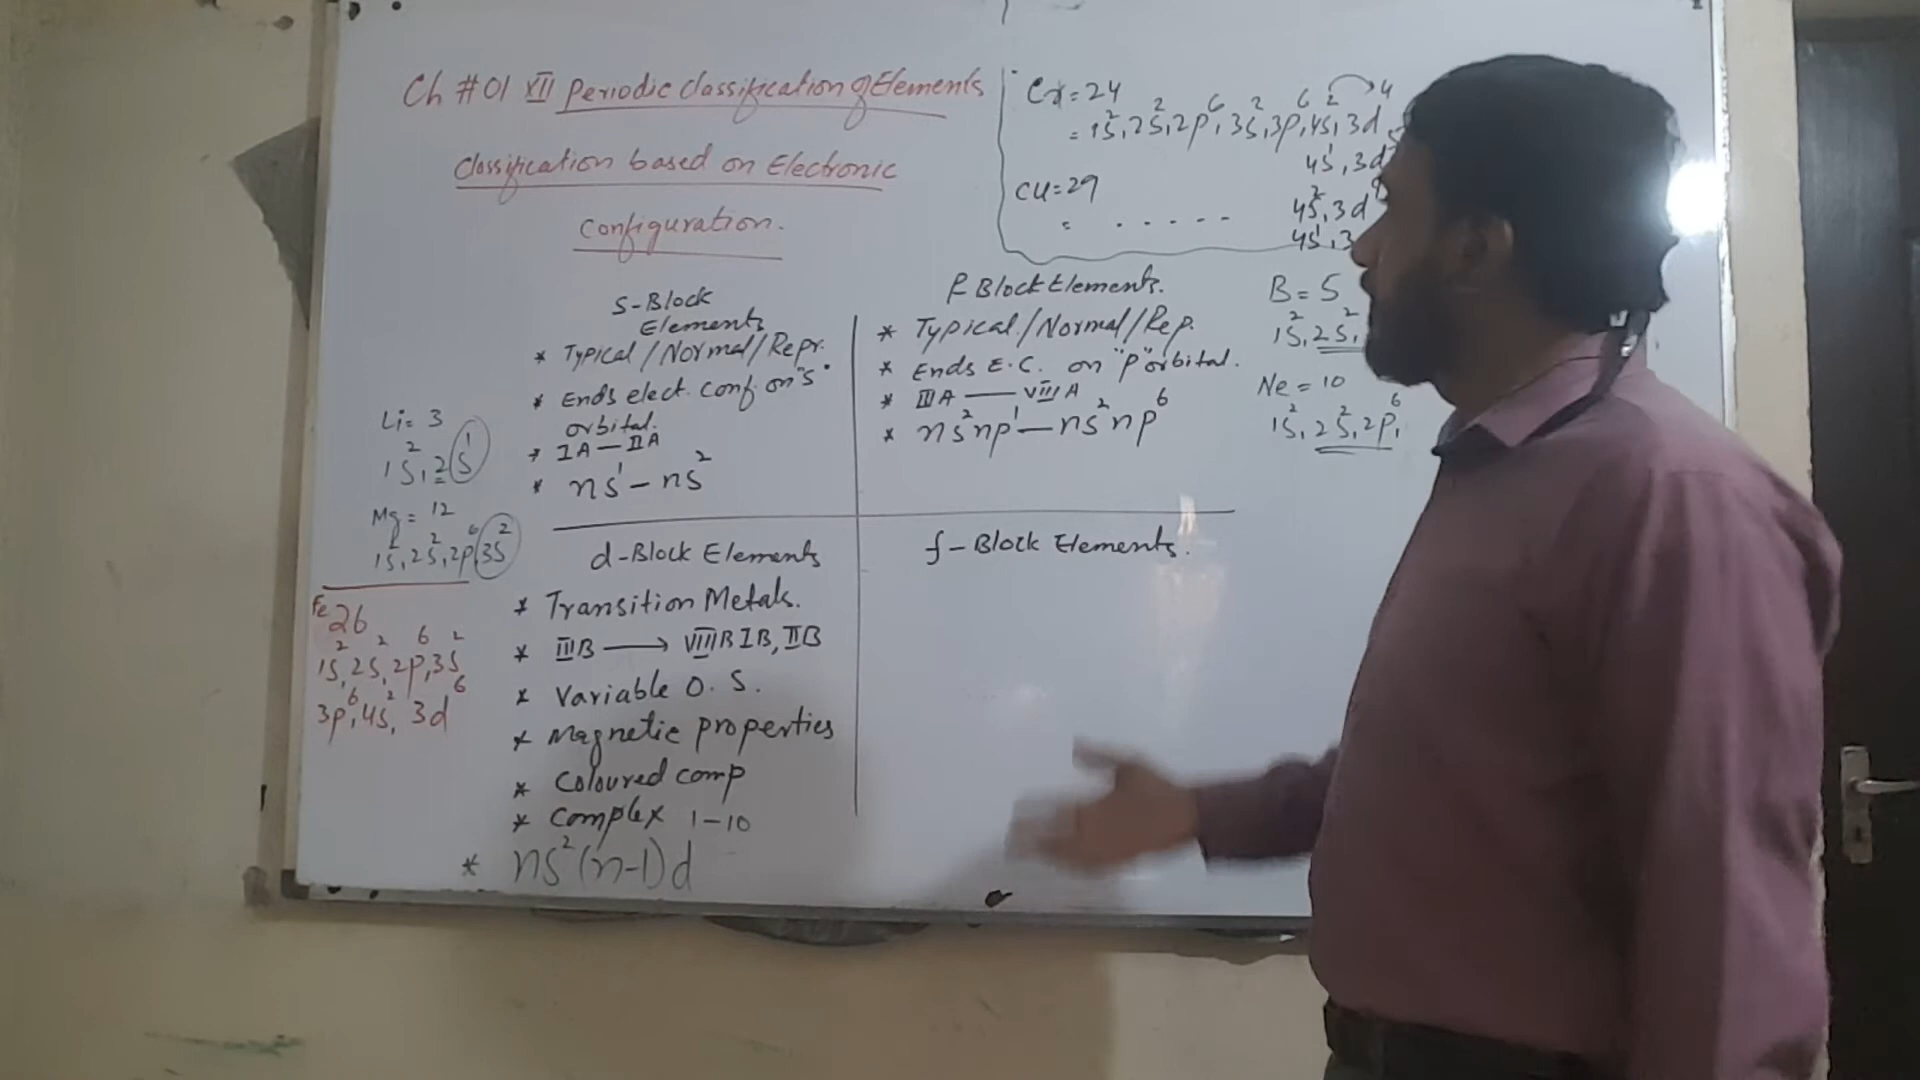 Ch # 01 XII Periodic Classification of Elements
Classification based on Electronic
Configuration.
Cr = 24
= 1s², 2s², 2p⁶, 3s², 3p⁶, 4s², 3d⁴
4s¹, 3d⁵
Cu = 29
= . . . . . 4s², 3d⁹
4s¹, 3
S-Block
Elements
* Typical/Normal/Repr.
* Ends elect. conf. on "s"
orbital.
* IA — IIA
* ns¹ - ns²
Li = 3
1s², 2s¹
Mg = 12
1s², 2s², 2p⁶, 3s²
P Block Elements.
* Typical/Normal/Rep.
* Ends E.C. on "p" orbital.
* IIIA — VIIIA
* ns²np¹ — ns²np⁶
B = 5
1s², 2s²,
Ne = 10
1s², 2s², 2p⁶,
d-Block Elements
* Transition Metals.
* IIIB → VIIIB IB, IIB
* Variable O. S.
* Magnetic properties
* Coloured comp
* Complex
* ns² (n-1)d 1-10
Fe 26
1s², 2s², 2p⁶, 3s²
3p⁶, 4s², 3d⁶
f-Block Elements.